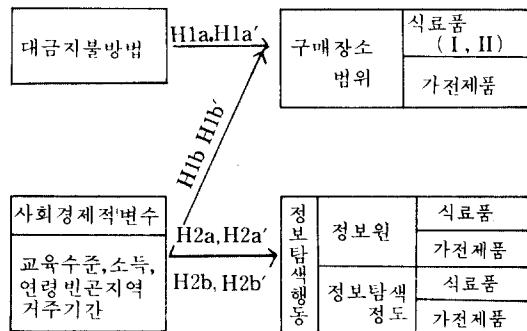 대금지불방법
H1a,H1a′
구매장소
범위
식료품
(I, II)
가전제품
H1b H1b′
사회경제적 변수
교육수준,소득,
연령 빈곤지역
거주기간
H2a,H2a′
H2b, H2b′
정보탐색행동
정보원
식료품
가전제품
정보탐색
정도
식료품
가전제품